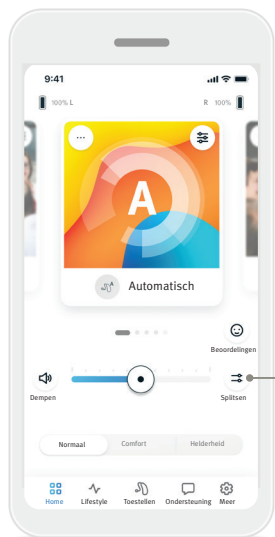 9:41
100% L
R 100%
A
A
Automatisch
Beoordelingen
Dempen
Splitsen
Normaal
Comfort
Helderheid
Home
Lifestyle
Toestellen
Ondersteuning
Meer